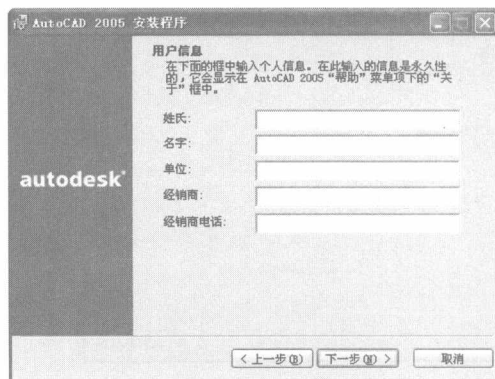 AutoCAD 2005 安装程序
用户信息
在下面的框中输入个人信息。在此输入的信息是永久性
的，它会显示在 AutoCAD 2005“帮助”菜单项下的“关
于”框中。
姓氏:
名字:
单位:
经销商:
经销商电话:
autodesk
< 上一步(B)
下一步(N) >
取消